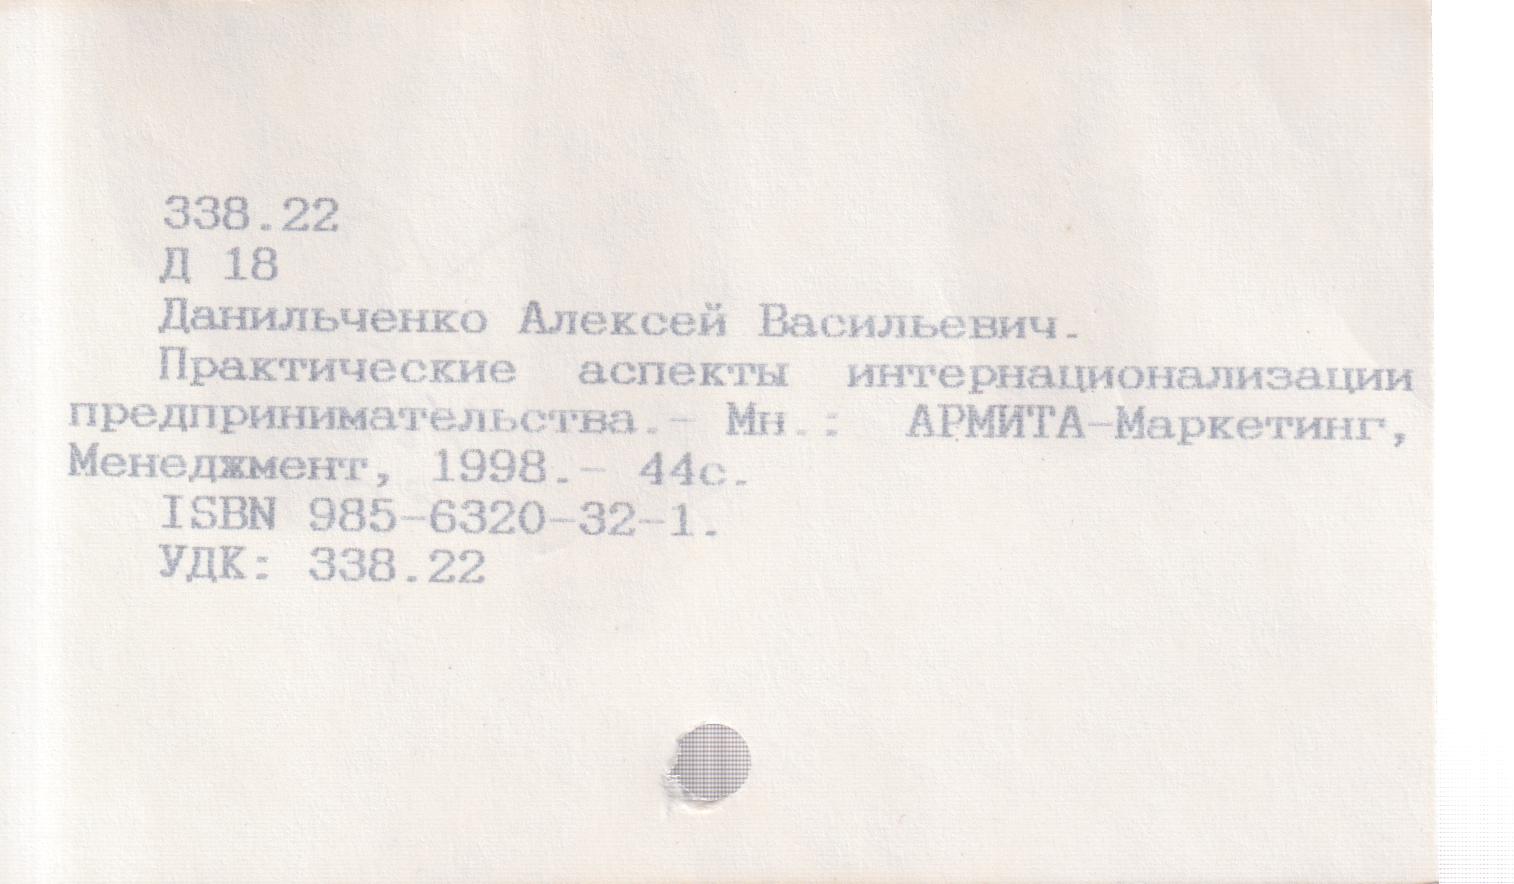 338.22
Д 18
Данильченко Алексей Васильевич.
Практические аспекты интернационализации
предпринимательства.- Мн.: АРМИТА-Маркетинг,
Менеджмент, 1998.- 44с.
ISBN 985-6320-32-1.
УДК: 338.22